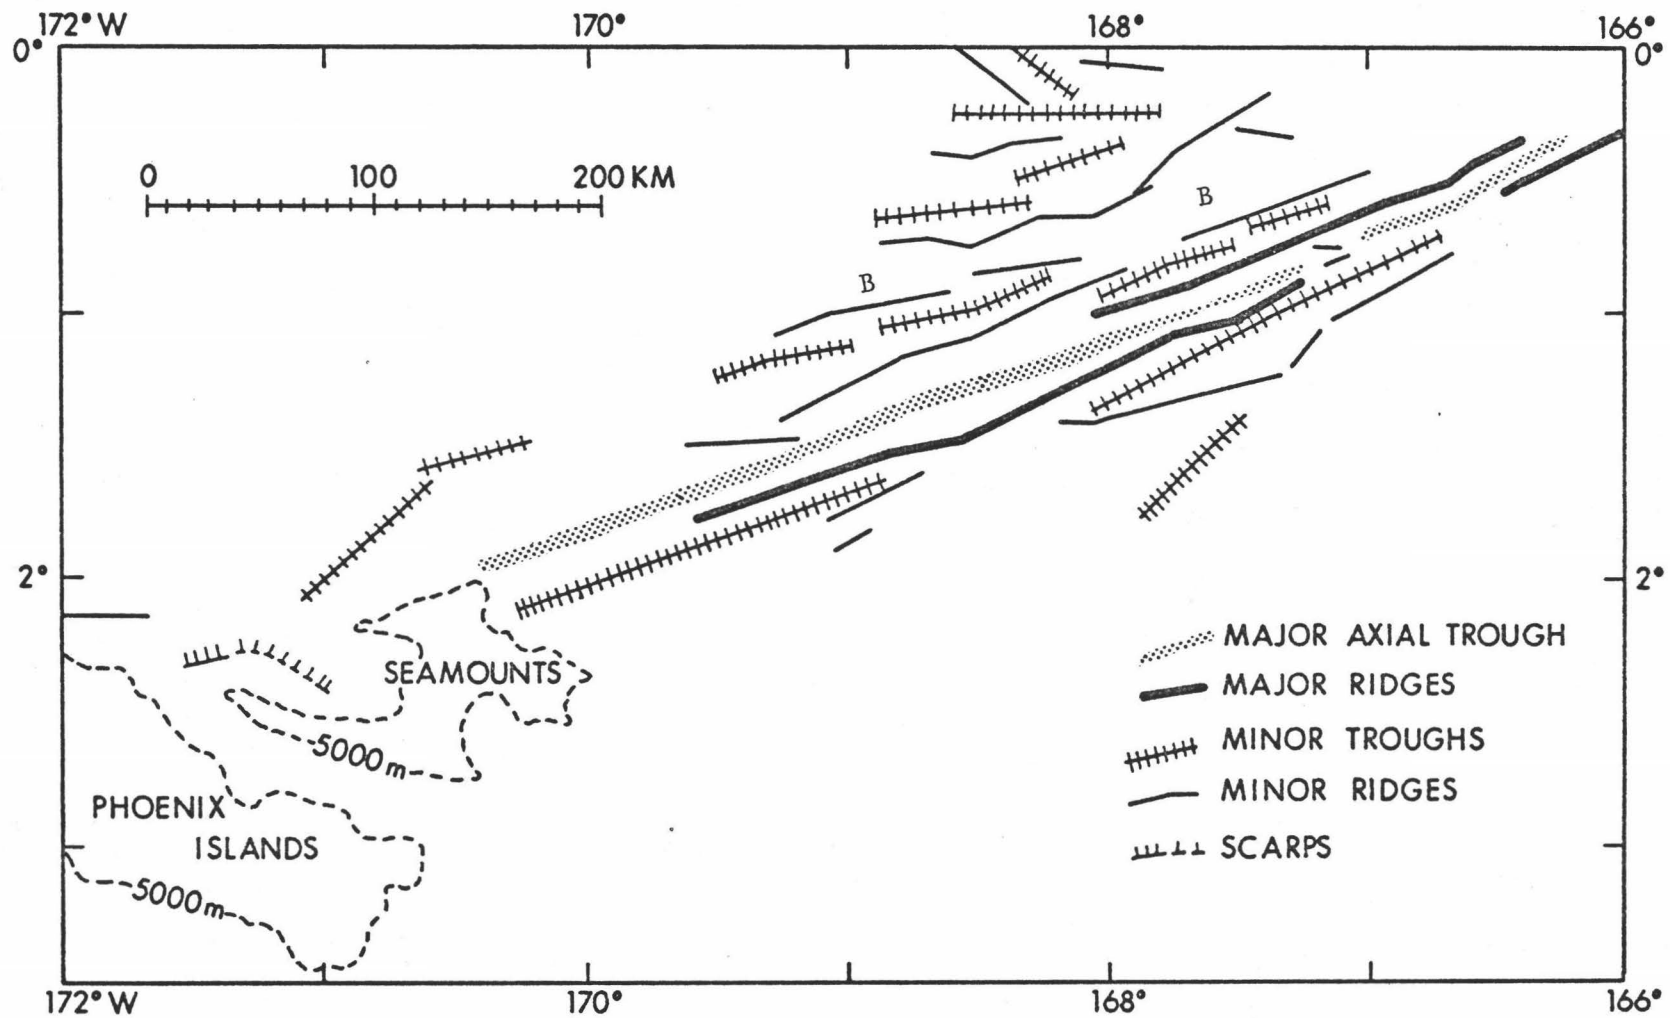 172° W 170° 168° 166°
0° 0°
0 100 200 KM
B
B
2° 2°
MAJOR AXIAL TROUGH
SEAMOUNTS
MAJOR RIDGES
MINOR TROUGHS
5000 m
MINOR RIDGES
PHOENIX
ISLANDS
SCARPS
5000 m
172° W 170° 168° 166°